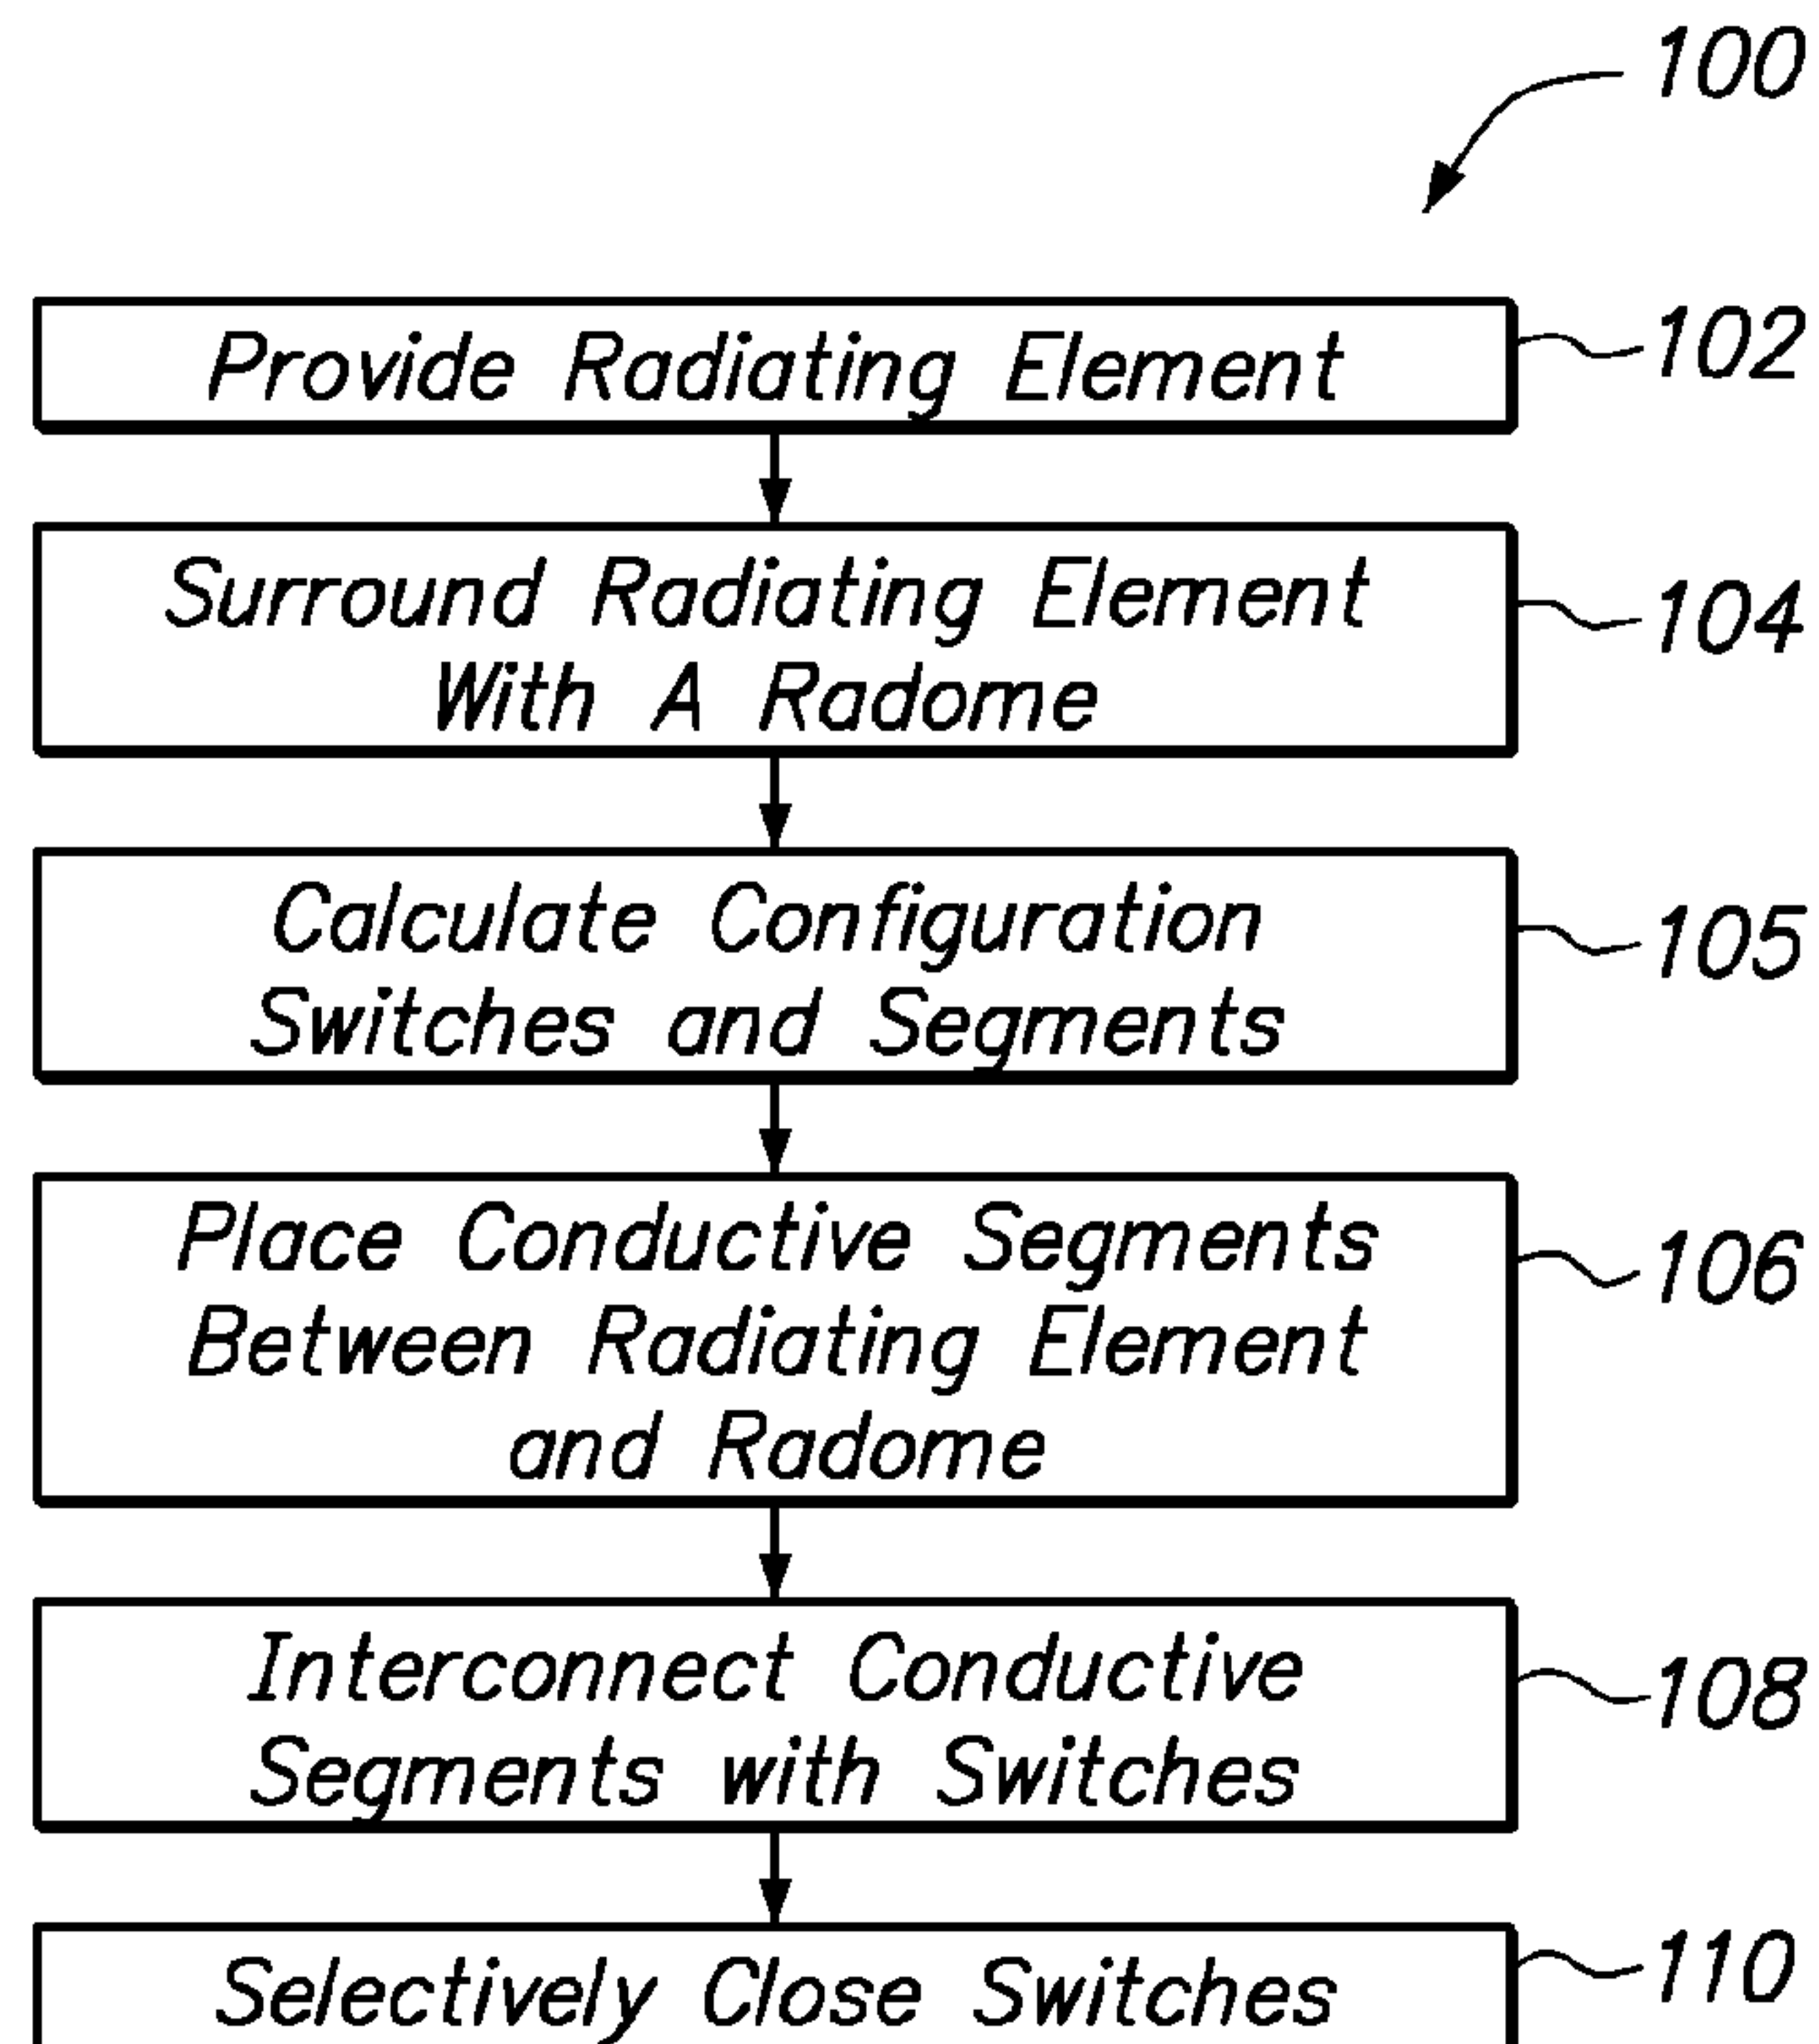 100
Provide Radiating Element
102
Surround Radiating Element
With A Radome
104
Calculate Configuration
Switches and Segments
105
Place Conductive Segments
Between Radiating Element
and Radome
106
Interconnect Conductive
Segments with Switches
108
Selectively Close Switches
110